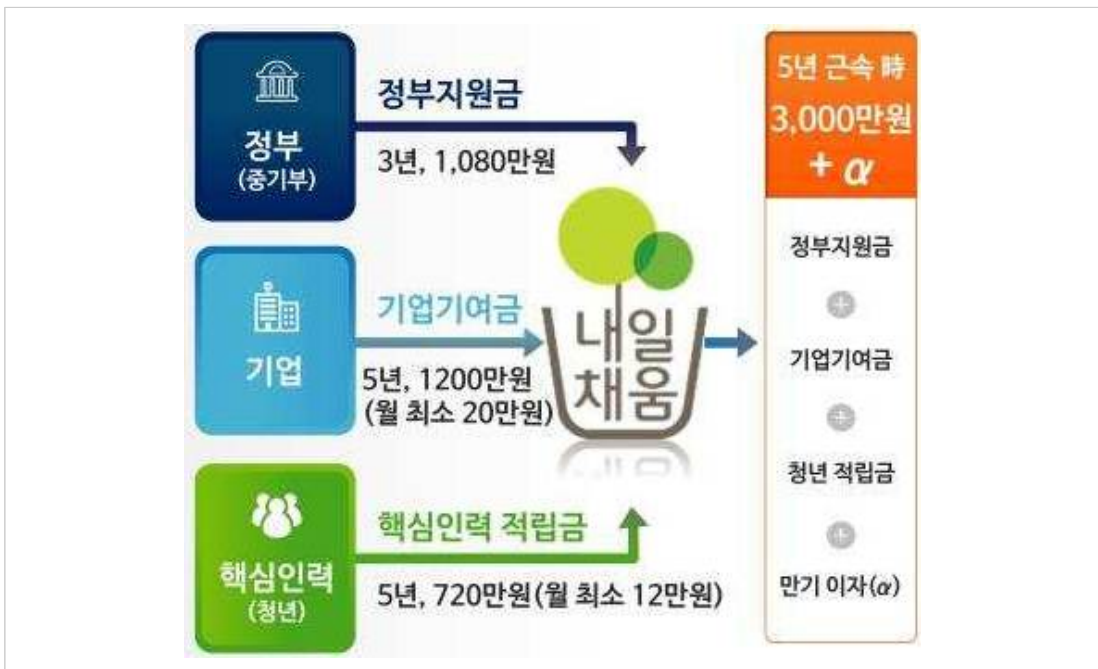 정부
(중기부)
정부지원금
3년, 1,080만원
기업
기업기여금
5년, 1200만원
(월 최소 20만원)
핵심인력
(청년)
핵심인력 적립금
5년, 720만원(월 최소 12만원)
내일
채움
5년 근속 時
3,000만원
+ α
정부지원금
+
기업기여금
+
청년 적립금
+
만기 이자(α)